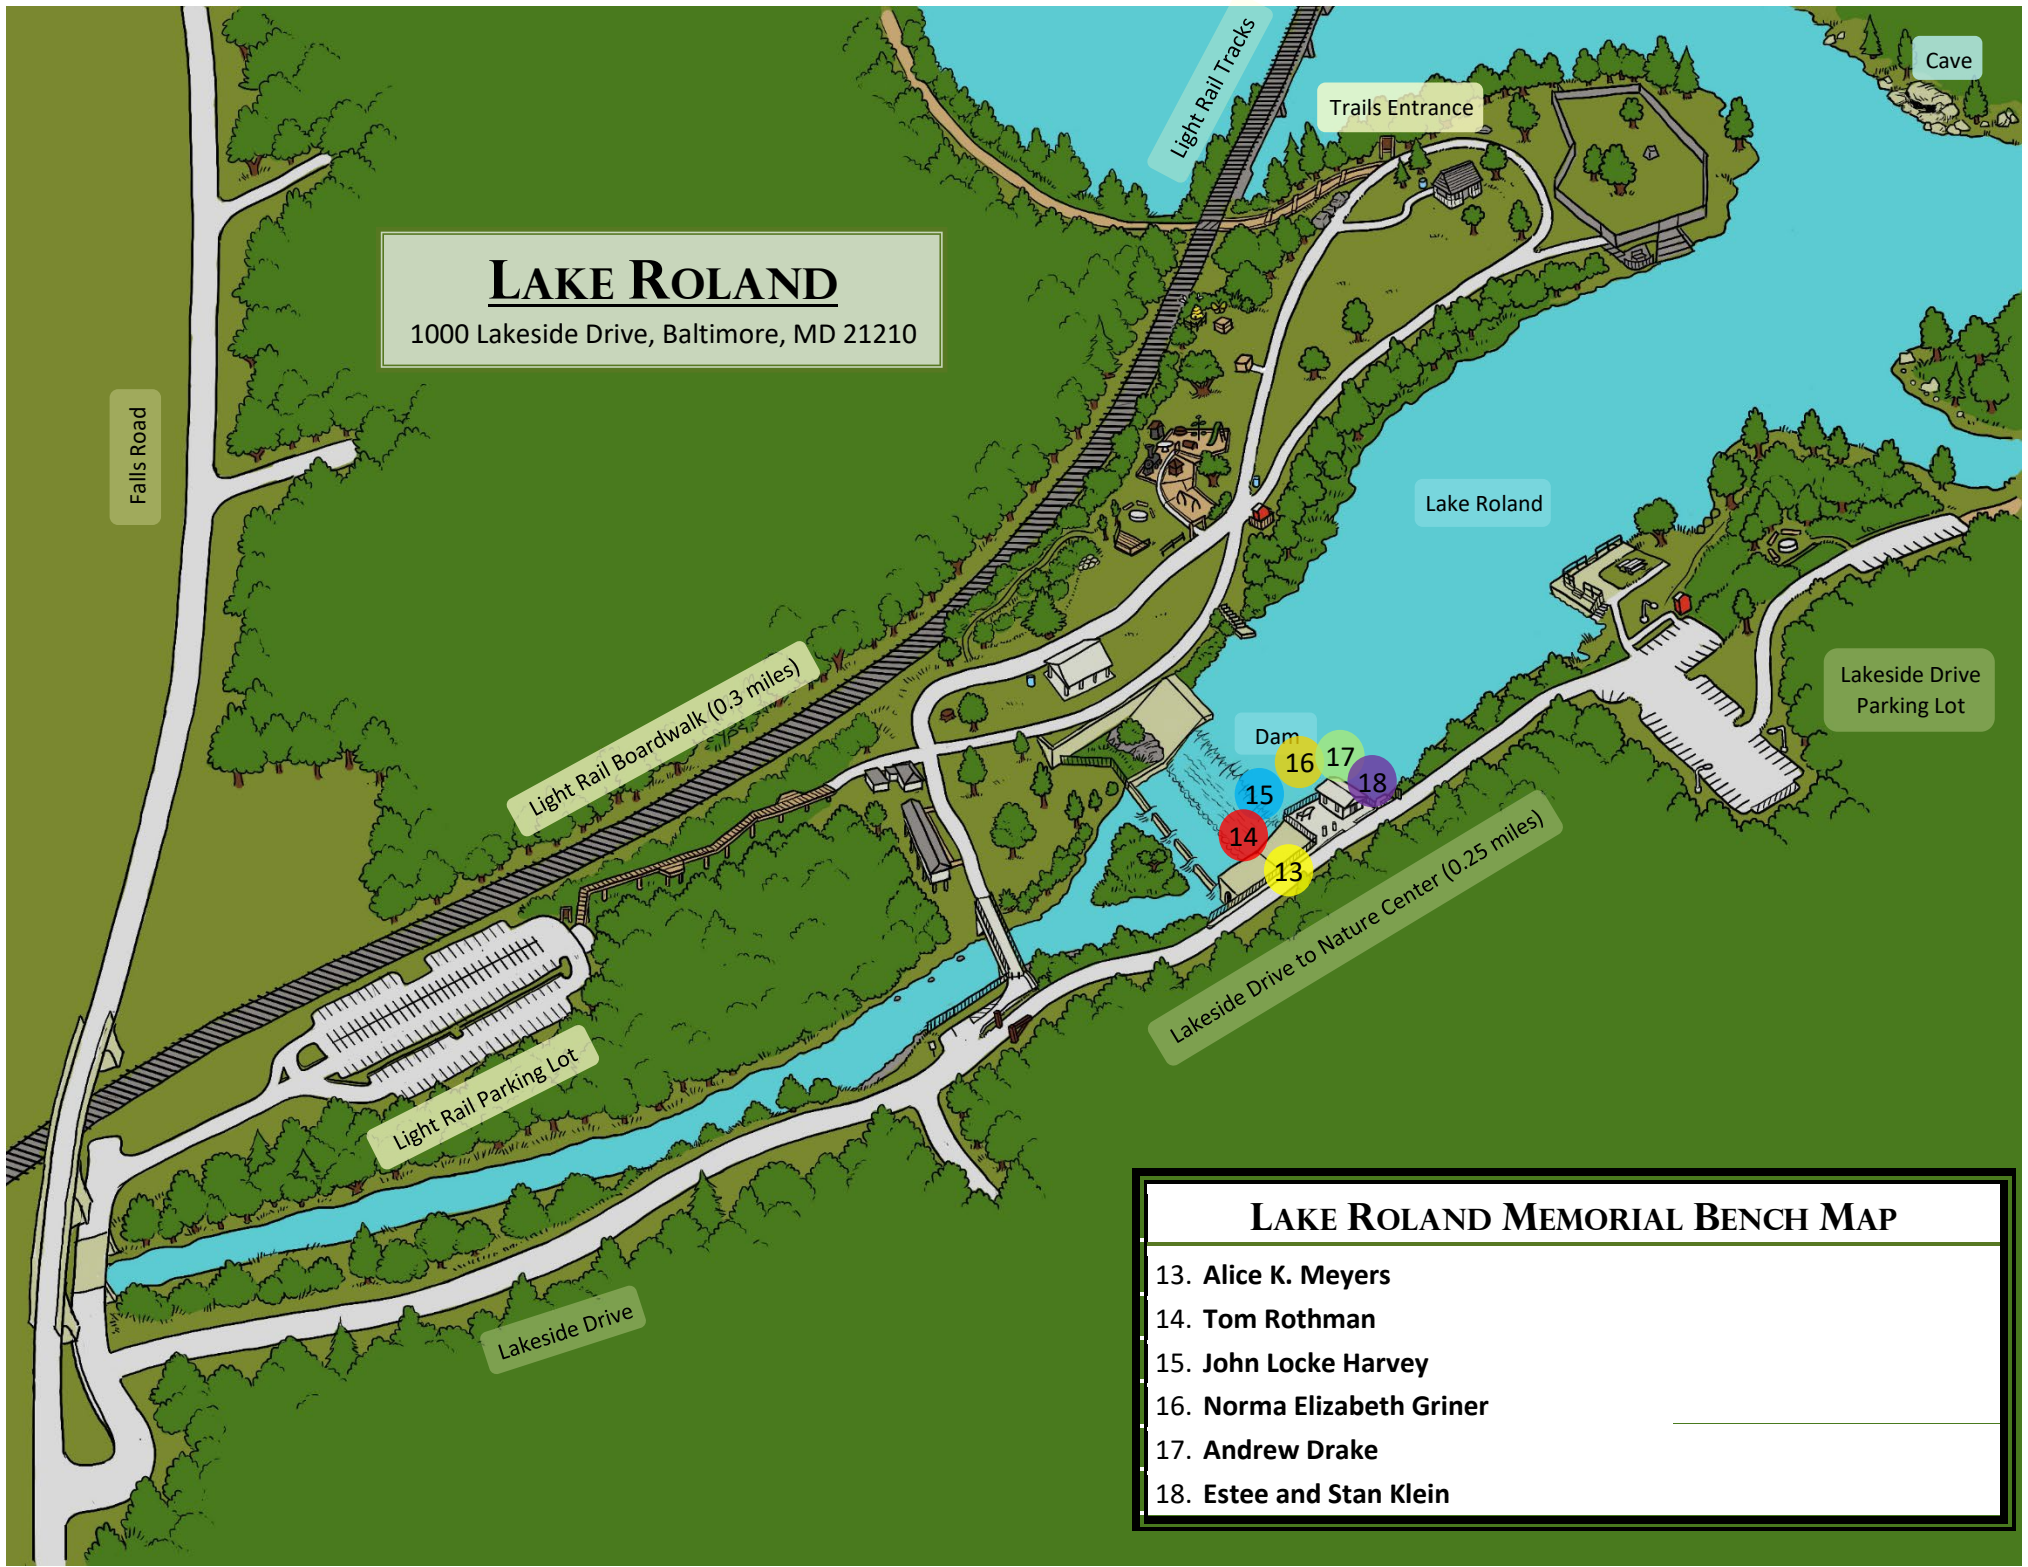 Light Rail Tracks
Cave
Trails Entrance
LAKE ROLAND
1000 Lakeside Drive, Baltimore, MD 21210
Falls Road
Lake Roland
Light Rail Boardwalk (0.3 miles)
Lakeside Drive
Parking Lot
Dam
16
17
18
15
14
13
Lakeside Drive to Nature Center (0.25 miles)
Light Rail Parking Lot
Lakeside Drive
LAKE ROLAND MEMORIAL BENCH MAP
13. Alice K. Meyers
14. Tom Rothman
15. John Locke Harvey
16. Norma Elizabeth Griner
17. Andrew Drake
18. Estee and Stan Klein